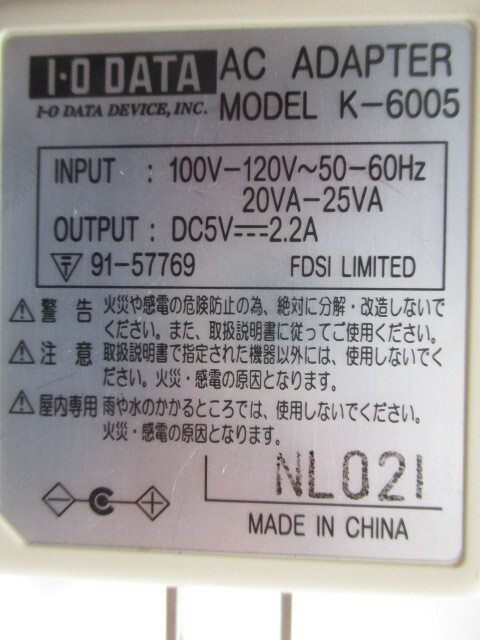 I·O DATA
I-O DATA DEVICE, INC.
AC ADAPTER
MODEL K-6005
INPUT : 100V-120V~50-60Hz
20VA-25VA
OUTPUT : DC5V⎓2.2A
〒 91-57769 FDSI LIMITED
⚠警告 火災や感電の危険防止の為、絶対に分解・改造しないで
ください。また、取扱説明書に従ってご使用ください。
⚠注意 取扱説明書で指定された機器以外には、使用しないでく
ださい。火災・感電の原因となります。
⚠屋内専用 雨や水のかかるところでは、使用しないでください。
火災・感電の原因となります。
NL021
MADE IN CHINA